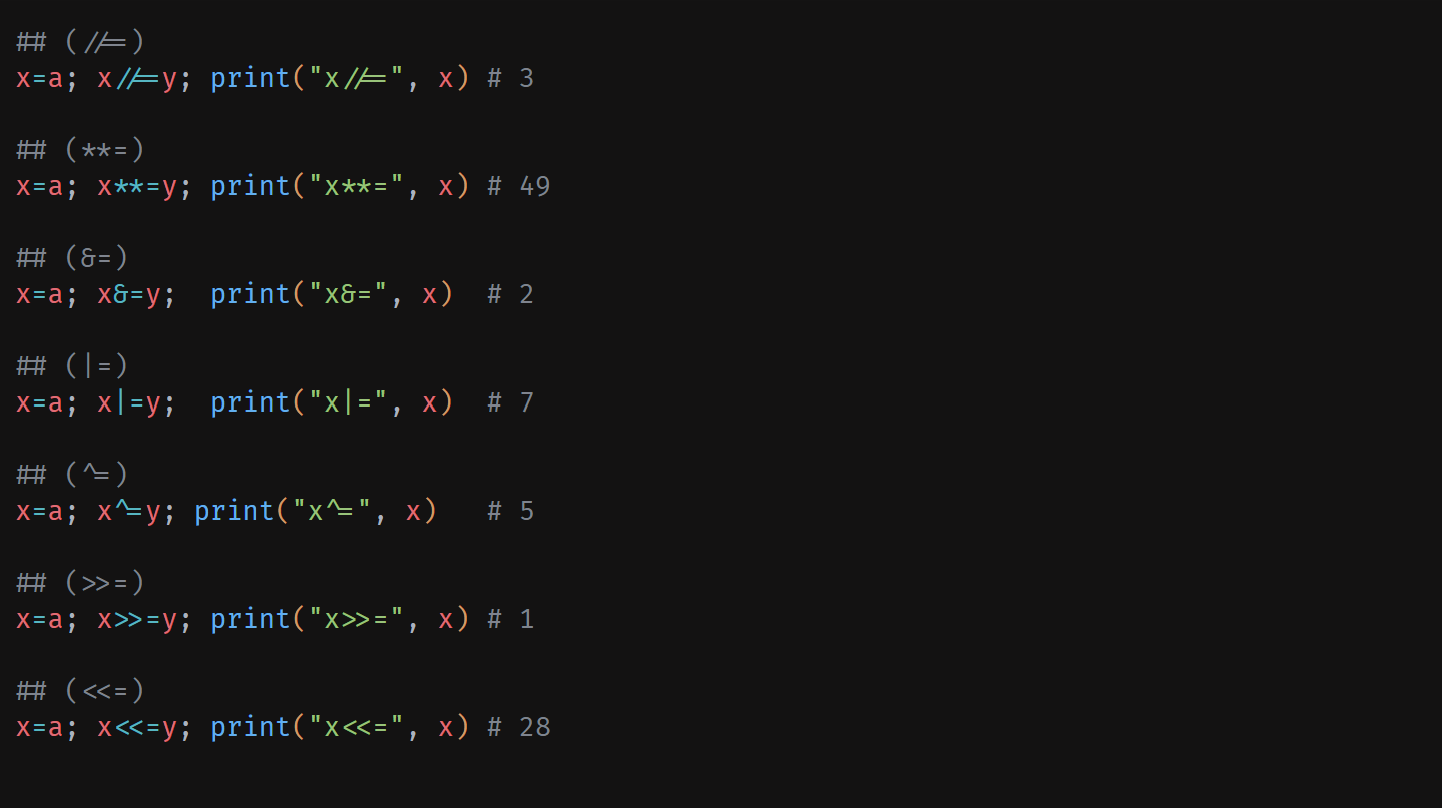 ## (//=)
x=a; x//=y; print("x//=", x) # 3
## (**=)
x=a; x**=y; print("x**=", x) # 49
## (&=)
x=a; x&=y;  print("x&=", x)  # 2
## (|=)
x=a; x|=y;  print("x|=", x)  # 7
## (^=)
x=a; x^=y; print("x^=", x)   # 5
## (>>=)
x=a; x>>=y; print("x>>=", x) # 1
## (<<=)
x=a; x<<=y; print("x<<=", x) # 28